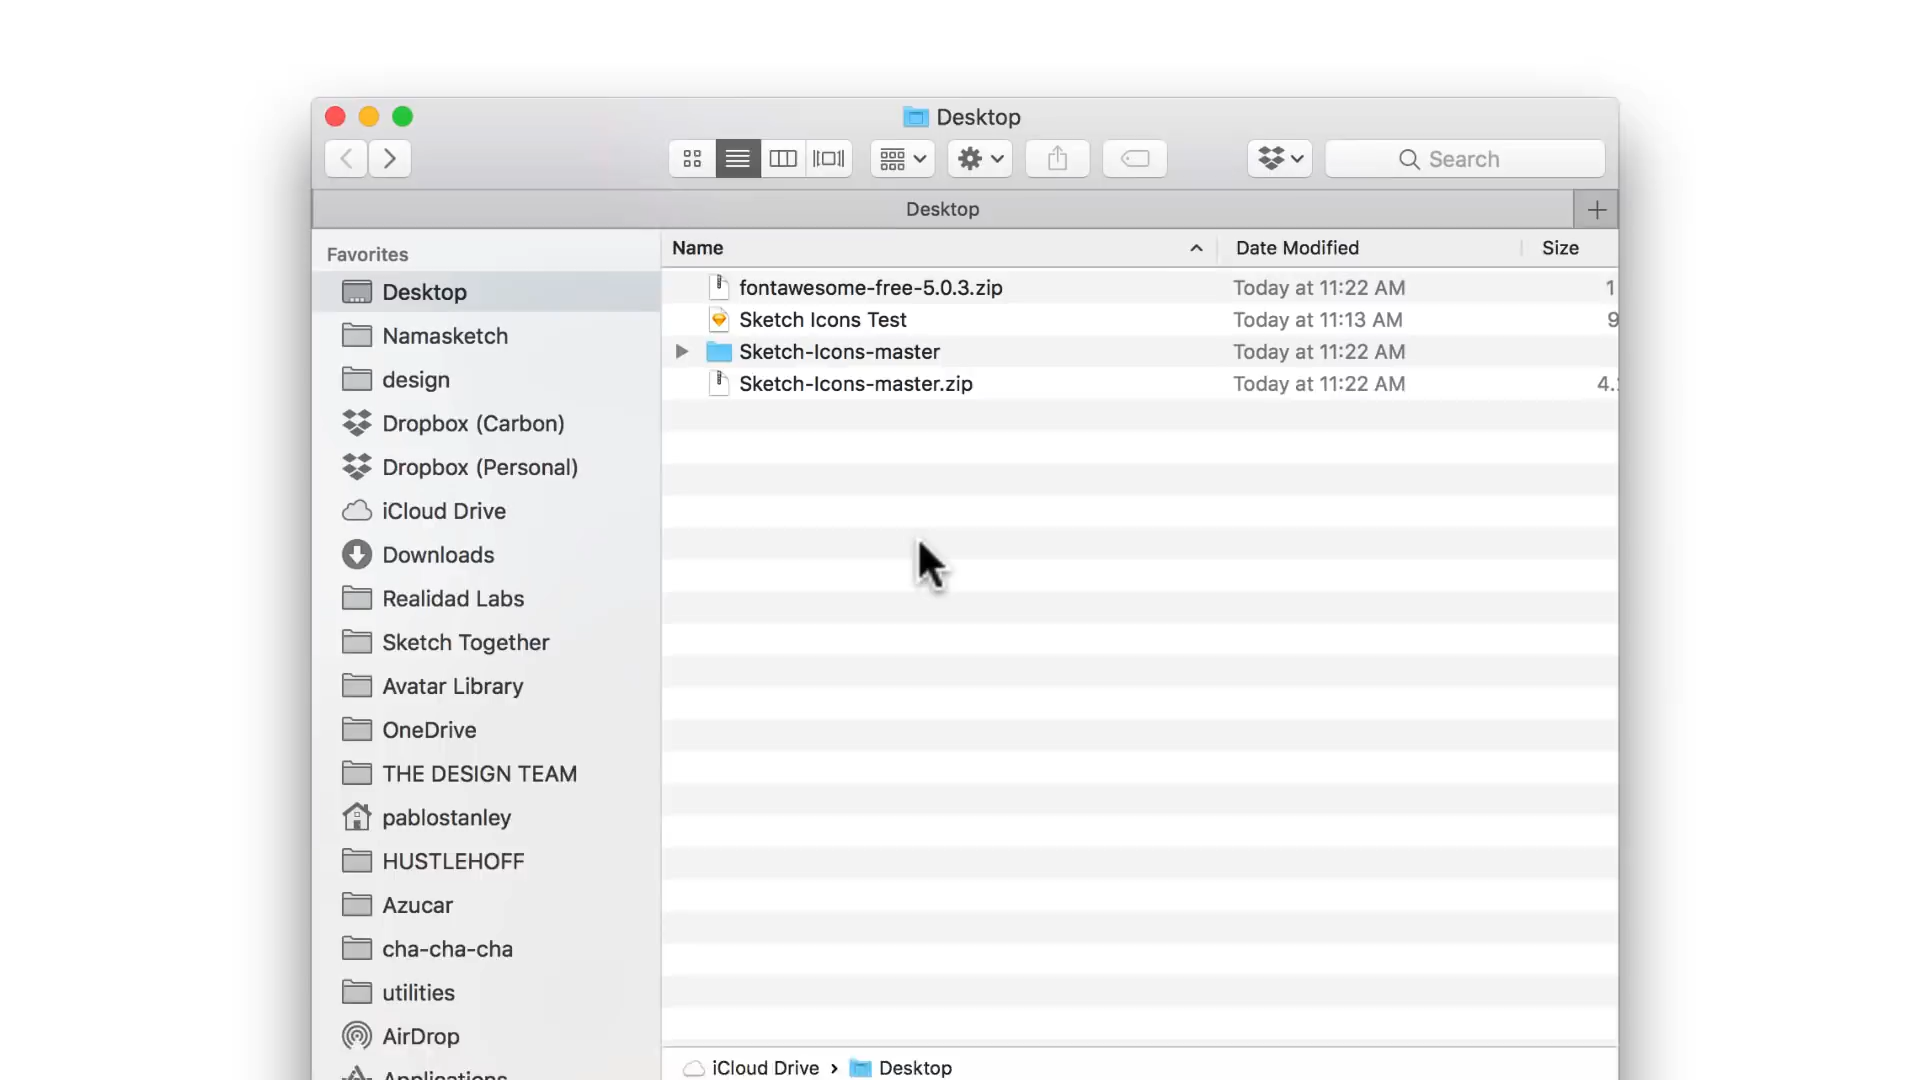 Desktop
Search
Desktop
Favorites
Desktop
Namasketch
design
Dropbox (Carbon)
Dropbox (Personal)
iCloud Drive
Downloads
Realidad Labs
Sketch Together
Avatar Library
OneDrive
THE DESIGN TEAM
pablostanley
HUSTLEHOFF
Azucar
cha-cha-cha
utilities
AirDrop
Applications
Name Date Modified Size
fontawesome-free-5.0.3.zip Today at 11:22 AM 1
Sketch Icons Test Today at 11:13 AM 9
Sketch-Icons-master Today at 11:22 AM
Sketch-Icons-master.zip Today at 11:22 AM 4.
iCloud Drive › Desktop